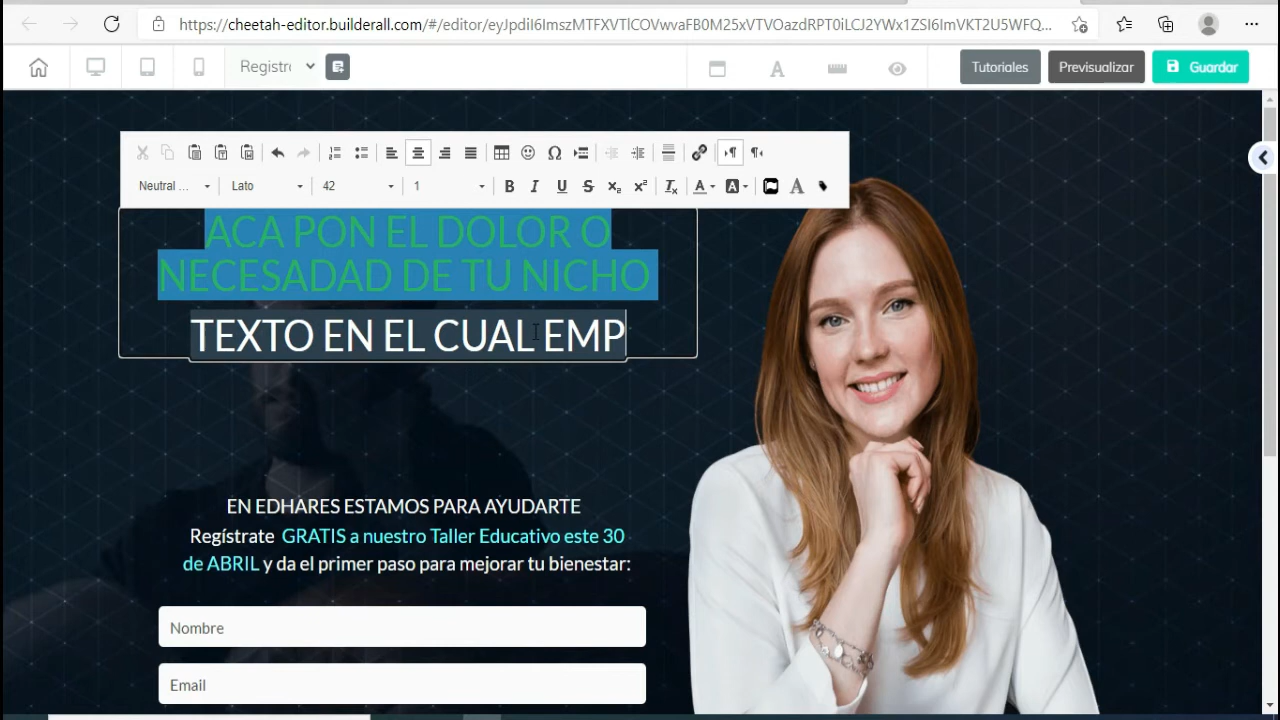 https://cheetah-editor.builderall.com/#/editor/eyJpdiI6ImszMTFXVTlCOVwvaFB0M25xVTVOazdRPT0iLCJ2YWx1ZSI6ImVKT2U5WFQ...
Registr
Tutoriales
Previsualizar
Guardar
Neutral ...
Lato
42
1
ACA PON EL DOLOR O
NECESADAD DE TU NICHO
TEXTO EN EL CUAL EMP
EN EDHARES ESTAMOS PARA AYUDARTE
Regístrate GRATIS a nuestro Taller Educativo este 30
de ABRIL y da el primer paso para mejorar tu bienestar:
Nombre
Email